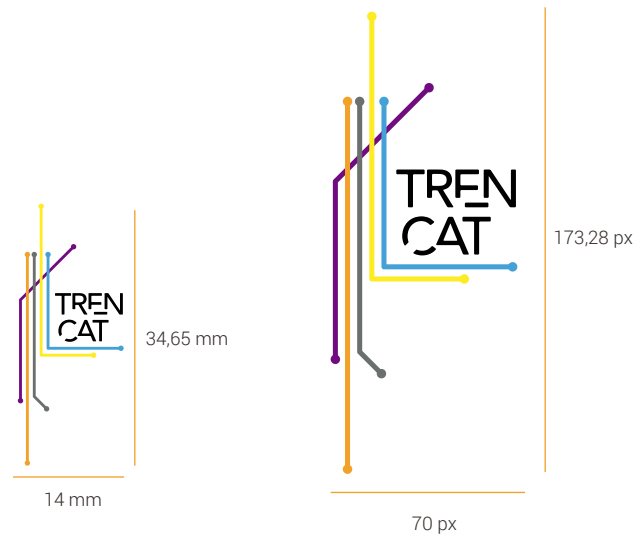 TREN
CAT
34,65 mm
14 mm
TREN
CAT
173,28 px
70 px